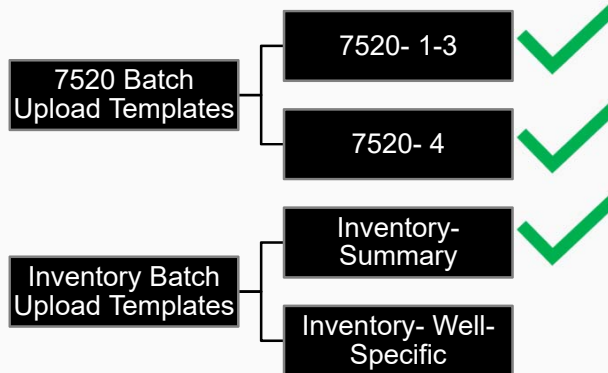 7520- 1-3
7520 Batch
Upload Templates
7520- 4
Inventory-
Summary
Inventory Batch
Upload Templates
Inventory- Well-
Specific